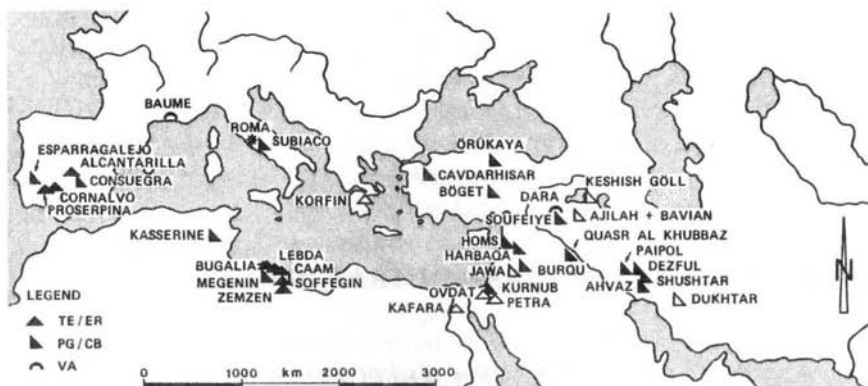 BAUME
ROMA
SUBIACO
ESPARRAGALEJO
ALCANTARILLA
CONSUEGRA
CORNALVO
PROSERPINA
ÖRÜKAYA
CAVDARHISAR
BÖGET
KORFIN
DARA
KESHISH GÖLL
SOUFEIYE
AJILAH + BAVIAN
KASSERINE
QUASR AL KHUBBAZ
HOMS
PAIPOL
HARBAQA
DEZFUL
LEBDA
BUGALIA
CAAM
JAWA
BURQU
SHUSHTAR
MEGENIN
SOFFEGIN
KURNUB
AHVAZ
ZEMZEN
OVDAT
PETRA
DUKHTAR
KAFARA
N
LEGEND
TE/ER
PG/CB
VA
0 1000 km 2000 3000